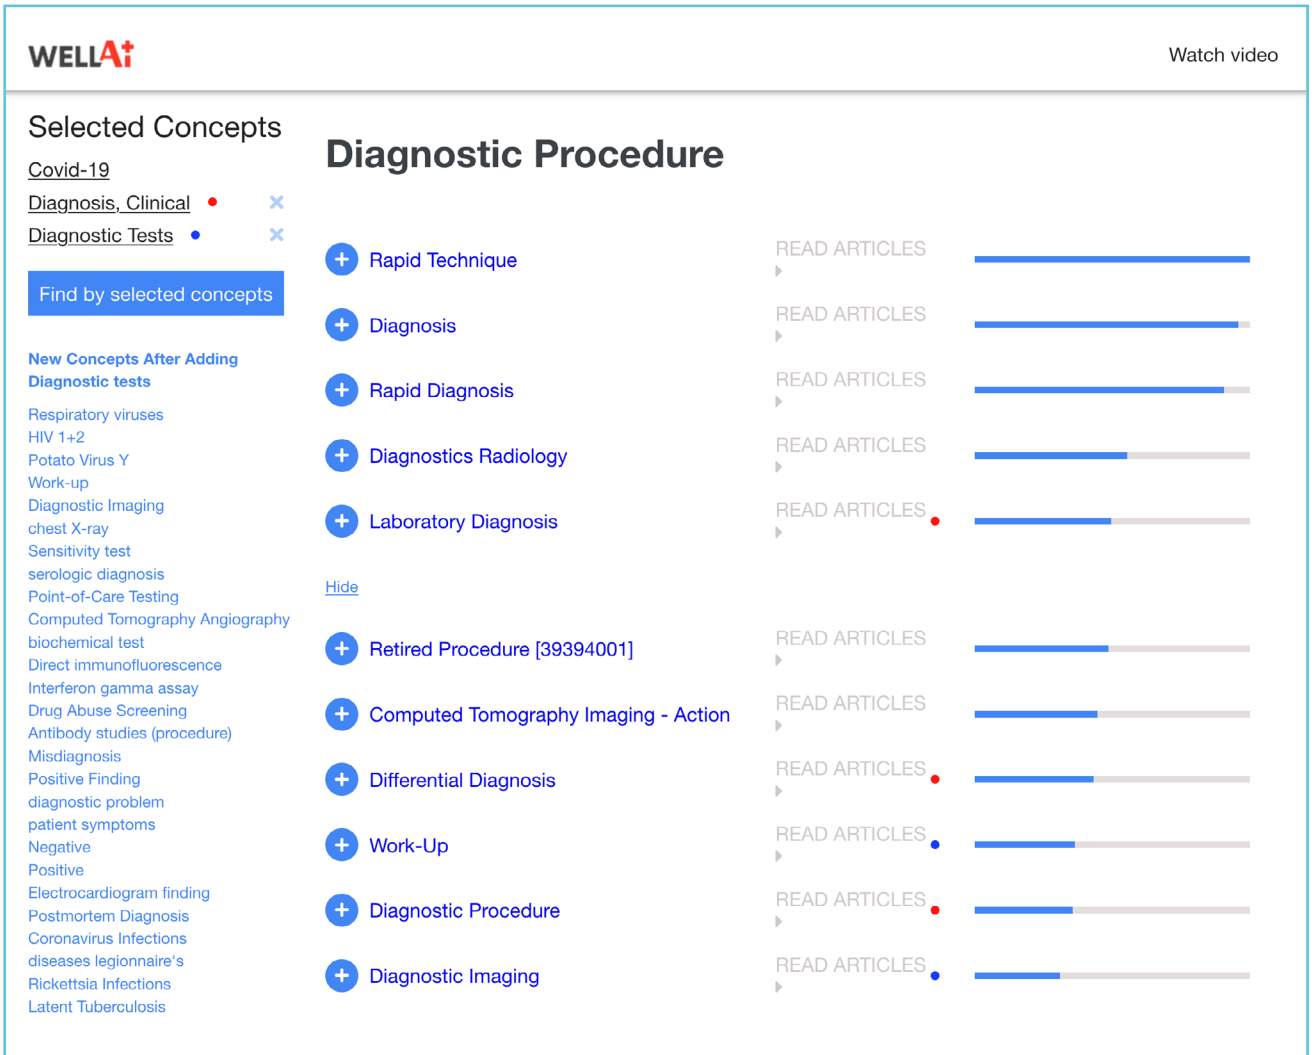 WELLAi
Watch video
Selected Concepts
Covid-19
Diagnosis, Clinical
Diagnostic Tests
Find by selected concepts
New Concepts After Adding
Diagnostic tests
Respiratory viruses
HIV 1+2
Potato Virus Y
Work-up
Diagnostic Imaging
chest X-ray
Sensitivity test
serologic diagnosis
Point-of-Care Testing
Computed Tomography Angiography
biochemical test
Direct immunofluorescence
Interferon gamma assay
Drug Abuse Screening
Antibody studies (procedure)
Misdiagnosis
Positive Finding
diagnostic problem
patient symptoms
Negative
Positive
Electrocardiogram finding
Postmortem Diagnosis
Coronavirus Infections
diseases legionnaire's
Rickettsia Infections
Latent Tuberculosis
Diagnostic Procedure
Rapid Technique READ ARTICLES
Diagnosis READ ARTICLES
Rapid Diagnosis READ ARTICLES
Diagnostics Radiology READ ARTICLES
Laboratory Diagnosis READ ARTICLES
Hide
Retired Procedure [39394001] READ ARTICLES
Computed Tomography Imaging - Action READ ARTICLES
Differential Diagnosis READ ARTICLES
Work-Up READ ARTICLES
Diagnostic Procedure READ ARTICLES
Diagnostic Imaging READ ARTICLES